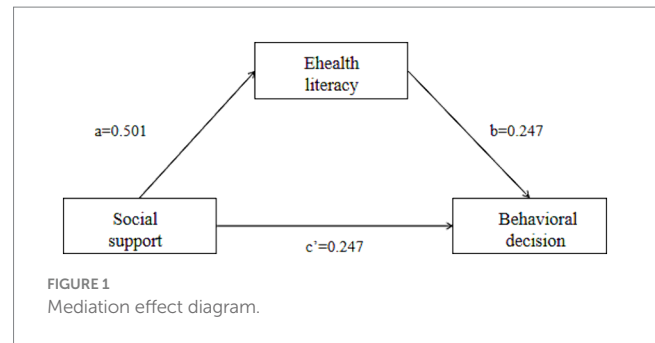 Ehealth
literacy
a=0.501
b=0.247
Social
support
Behavioral
decision
c’=0.247
FIGURE 1
Mediation effect diagram.